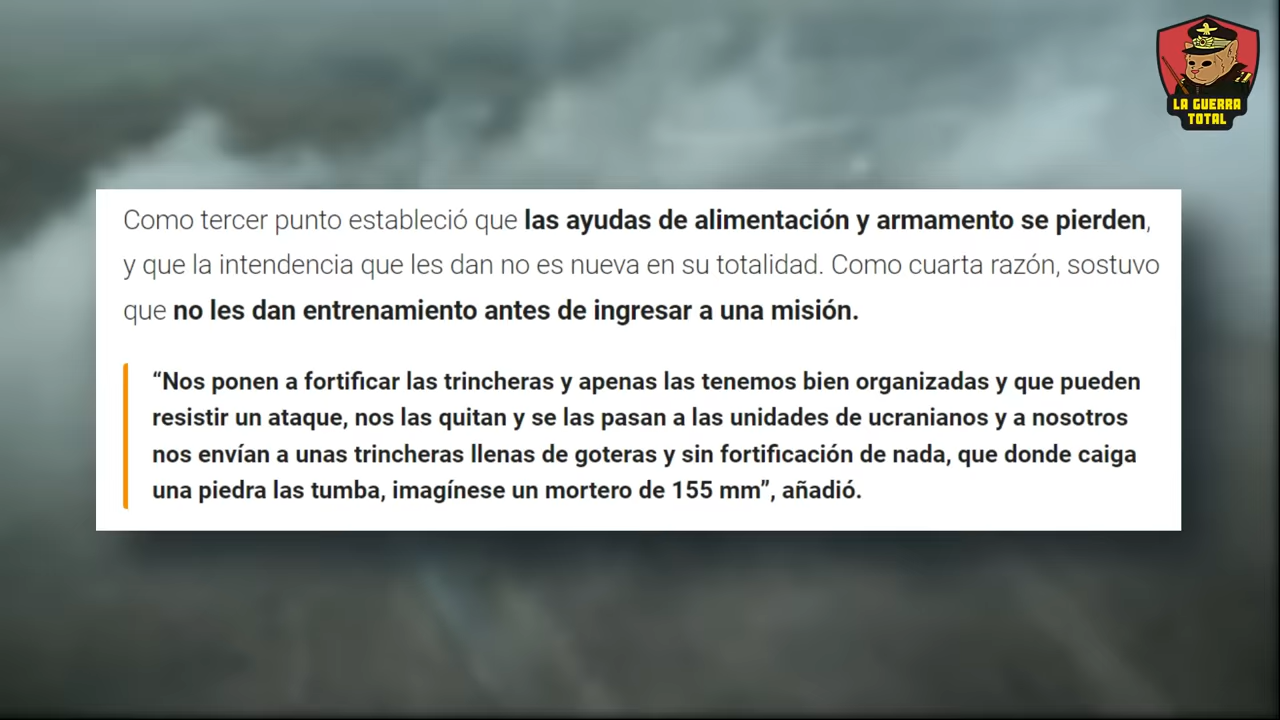 LA GUERRA
TOTAL
Como tercer punto estableció que las ayudas de alimentación y armamento se pierden,
y que la intendencia que les dan no es nueva en su totalidad. Como cuarta razón, sostuvo
que no les dan entrenamiento antes de ingresar a una misión.
“Nos ponen a fortificar las trincheras y apenas las tenemos bien organizadas y que pueden
resistir un ataque, nos las quitan y se las pasan a las unidades de ucranianos y a nosotros
nos envían a unas trincheras llenas de goteras y sin fortificación de nada, que donde caiga
una piedra las tumba, imagínese un mortero de 155 mm”, añadió.